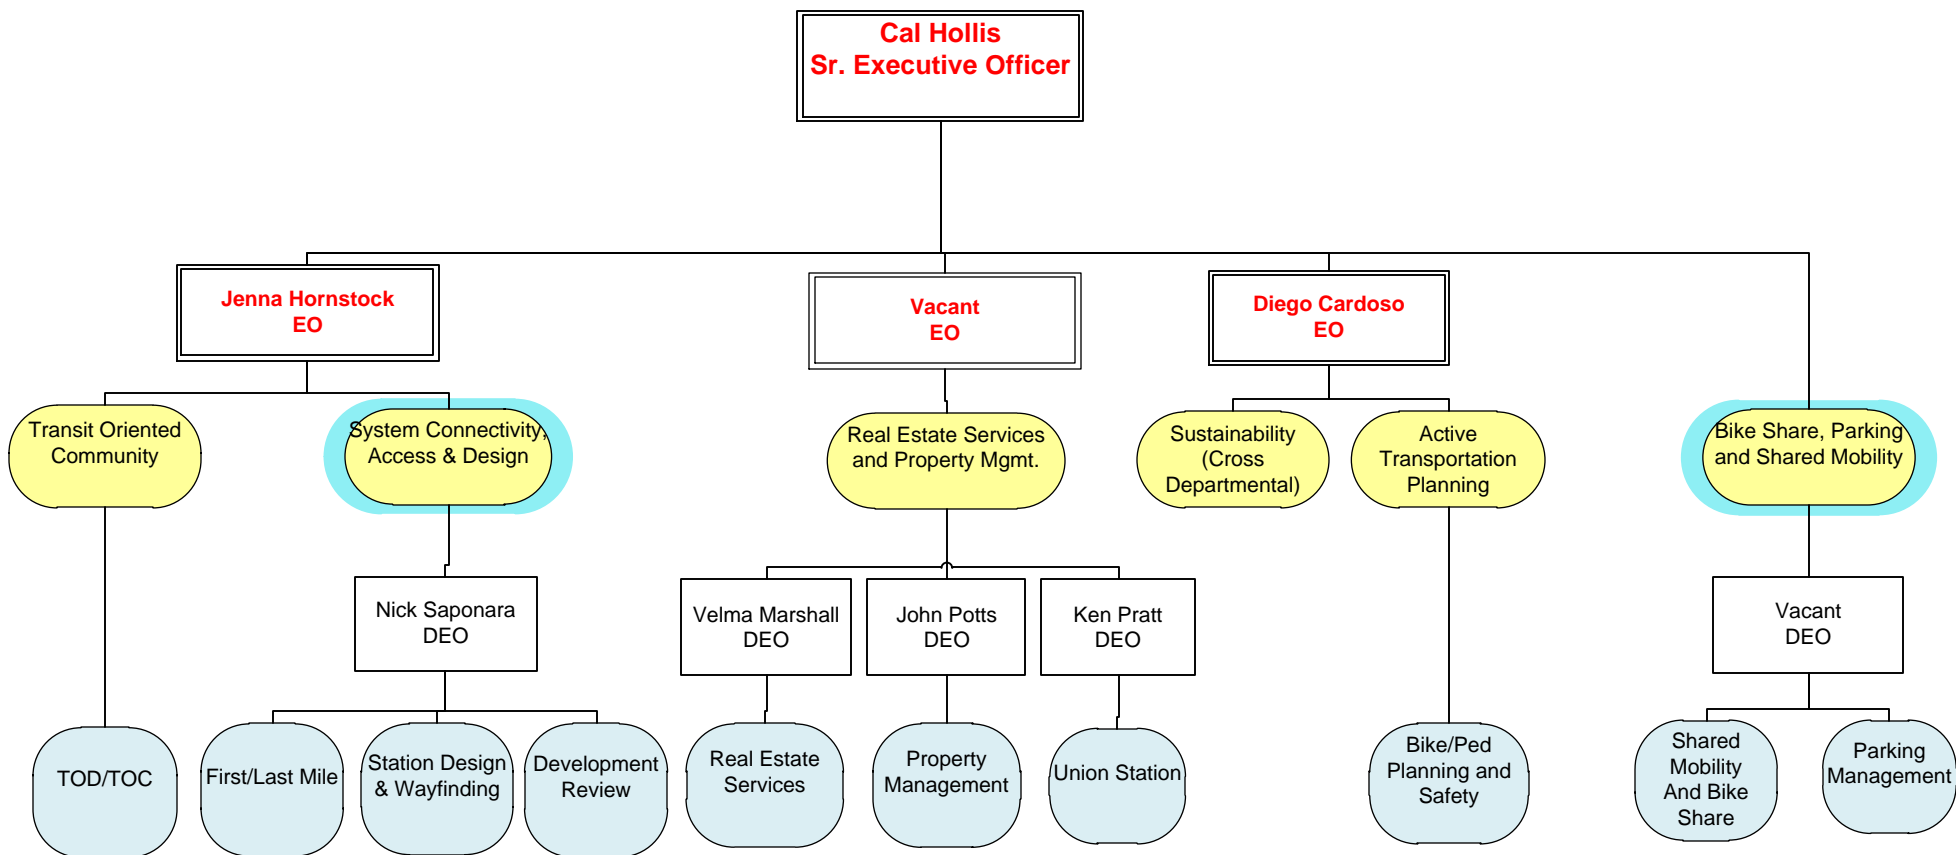 Cal Hollis
Sr. Executive Officer
Jenna Hornstock
EO
Vacant
EO
Diego Cardoso
EO
Transit Oriented
Community
System Connectivity,
Access & Design
Real Estate Services
and Property Mgmt.
Sustainability
(Cross
Departmental)
Active
Transportation
Planning
Bike Share, Parking
and Shared Mobility
Nick Saponara
DEO
Velma Marshall
DEO
John Potts
DEO
Ken Pratt
DEO
Vacant
DEO
TOD/TOC
First/Last Mile
Station Design
& Wayfinding
Development
Review
Real Estate
Services
Property
Management
Union Station
Bike/Ped
Planning and
Safety
Shared
Mobility
And Bike
Share
Parking
Management